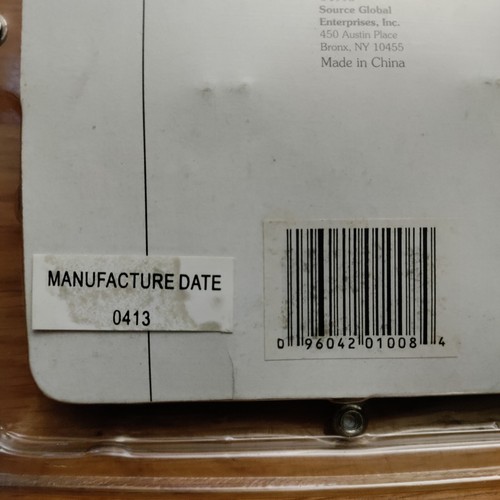 Source Global
Enterprises, Inc.
450 Austin Place
Bronx, NY 10455
Made in China
MANUFACTURE DATE
0413
0 96042 01008 4